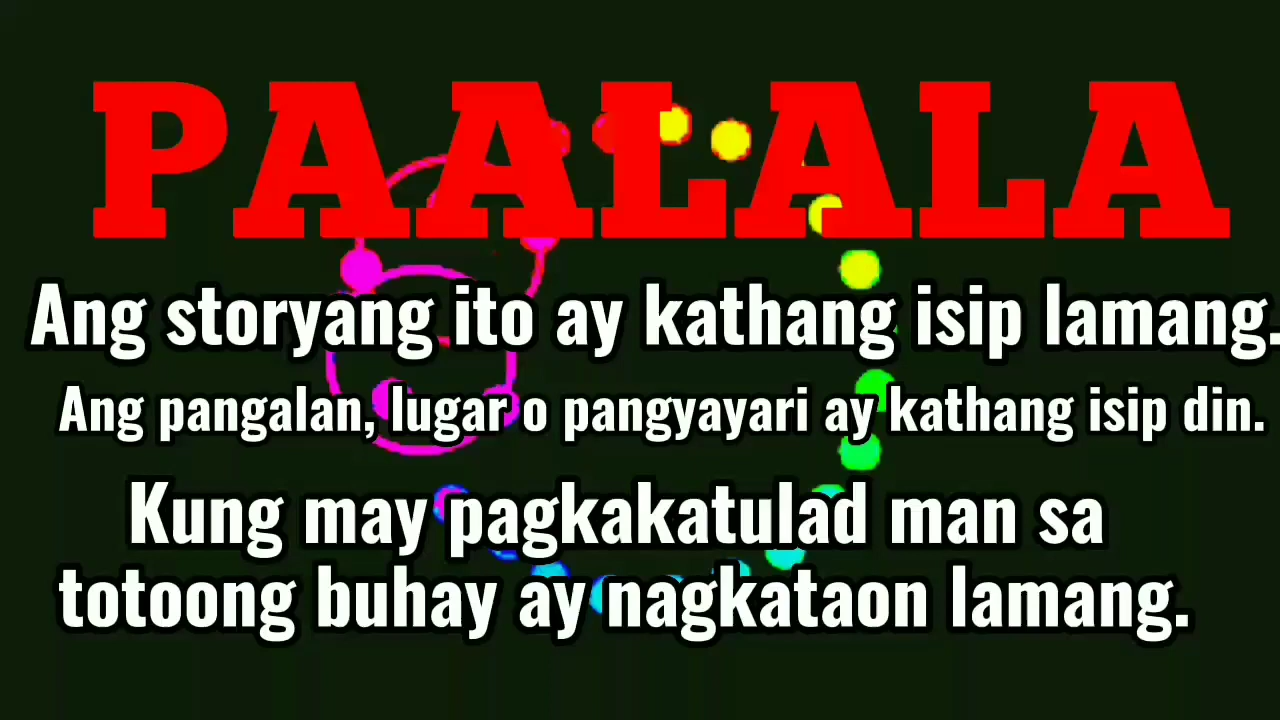 PAALALA
Ang storyang ito ay kathang isip lamang.
Ang pangalan, lugar o pangyayari ay kathang isip din.
Kung may pagkakatulad man sa
totoong buhay ay nagkataon lamang.